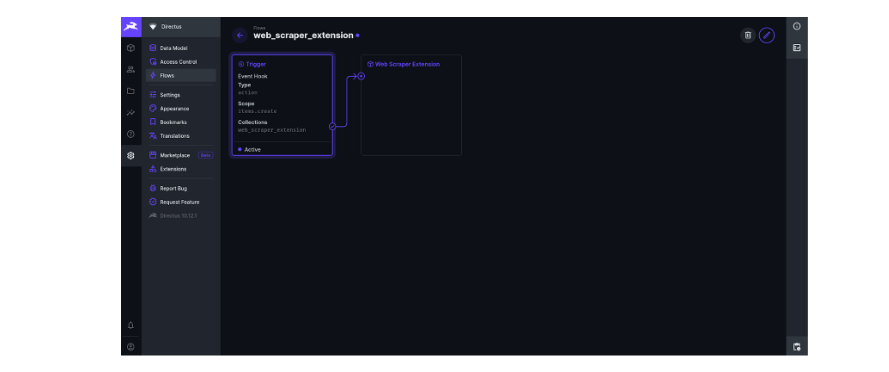 Directus
Data Model
Access Control
Flows
Settings
Appearance
Bookmarks
Translations
Marketplace Beta
Extensions
Report Bug
Request Feature
Directus 10.12.1
Flows
web_scraper_extension
Trigger
Event Hook
Type
action
Scope
items.create
Collections
web_scraper_extension
Active
Web Scraper Extension